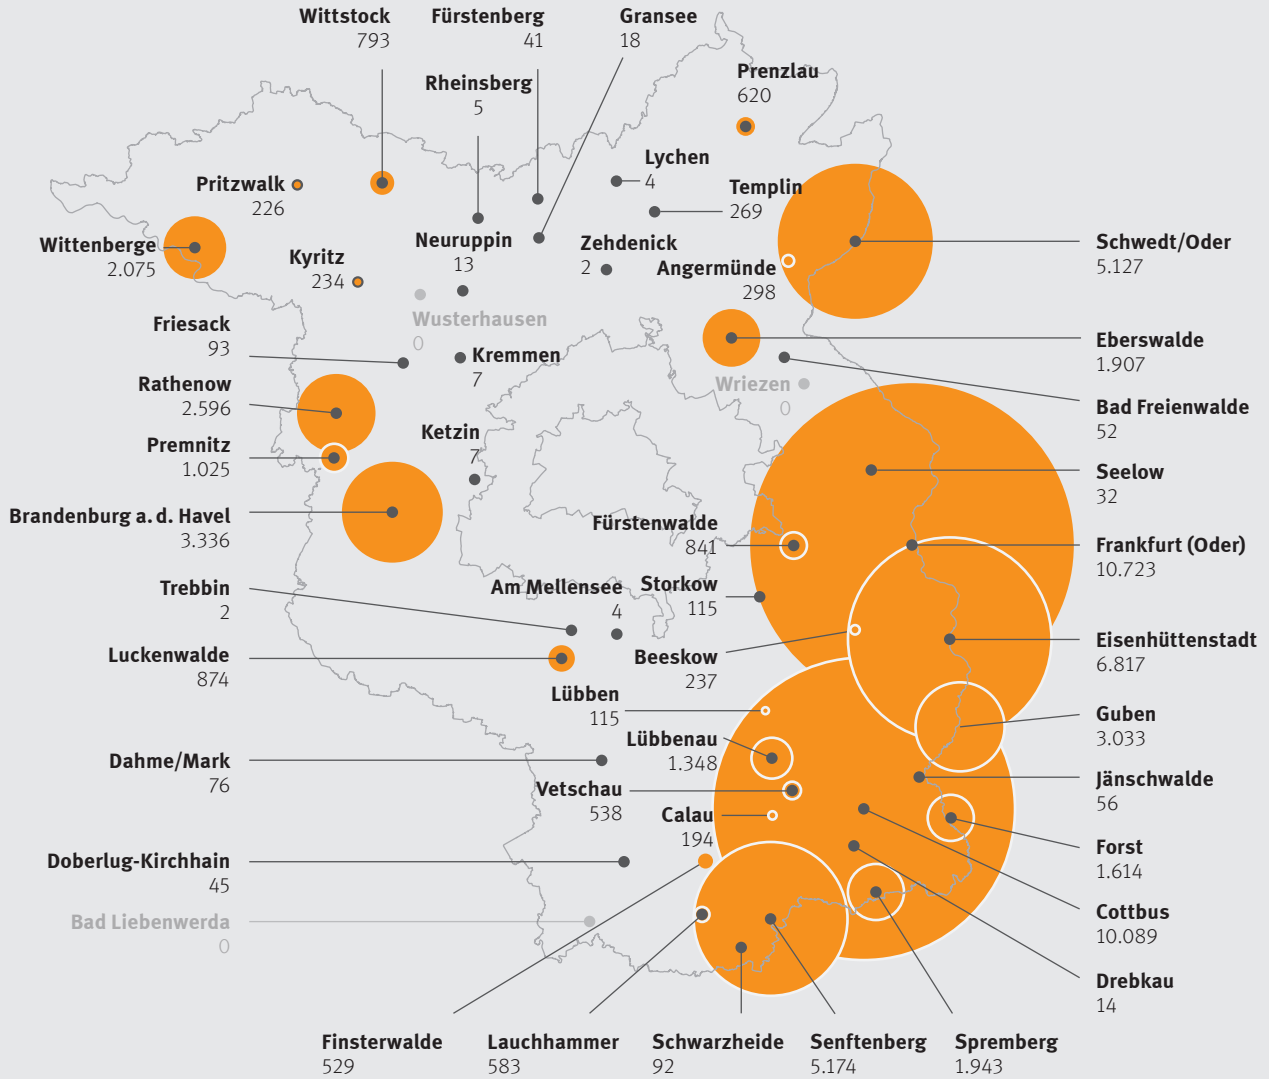 Wittstock
793
Fürstenberg
41
Gransee
18
Rheinsberg
5
Prenzlau
620
Lychen
4
Pritzwalk
226
Templin
269
Wittenberge
2.075
Neuruppin
13
Zehdenick
2
Kyritz
234
Angermünde
298
Schwedt/Oder
5.127
Wusterhausen
0
Friesack
93
Kremmen
7
Eberswalde
1.907
Rathenow
2.596
Wriezen
0
Bad Freienwalde
52
Premnitz
1.025
Ketzin
7
Seelow
32
Brandenburg a. d. Havel
3.336
Fürstenwalde
841
Frankfurt (Oder)
10.723
Trebbin
2
Am Mellensee
4
Storkow
115
Luckenwalde
874
Beeskow
237
Eisenhüttenstadt
6.817
Lübben
115
Guben
3.033
Lübbenau
1.348
Dahme/Mark
76
Vetschau
538
Jänschwalde
56
Calau
194
Forst
1.614
Doberlug-Kirchhain
45
Cottbus
10.089
Bad Liebenwerda
0
Drebkau
14
Finsterwalde
529
Lauchhammer
583
Schwarzheide
92
Senftenberg
5.174
Spremberg
1.943